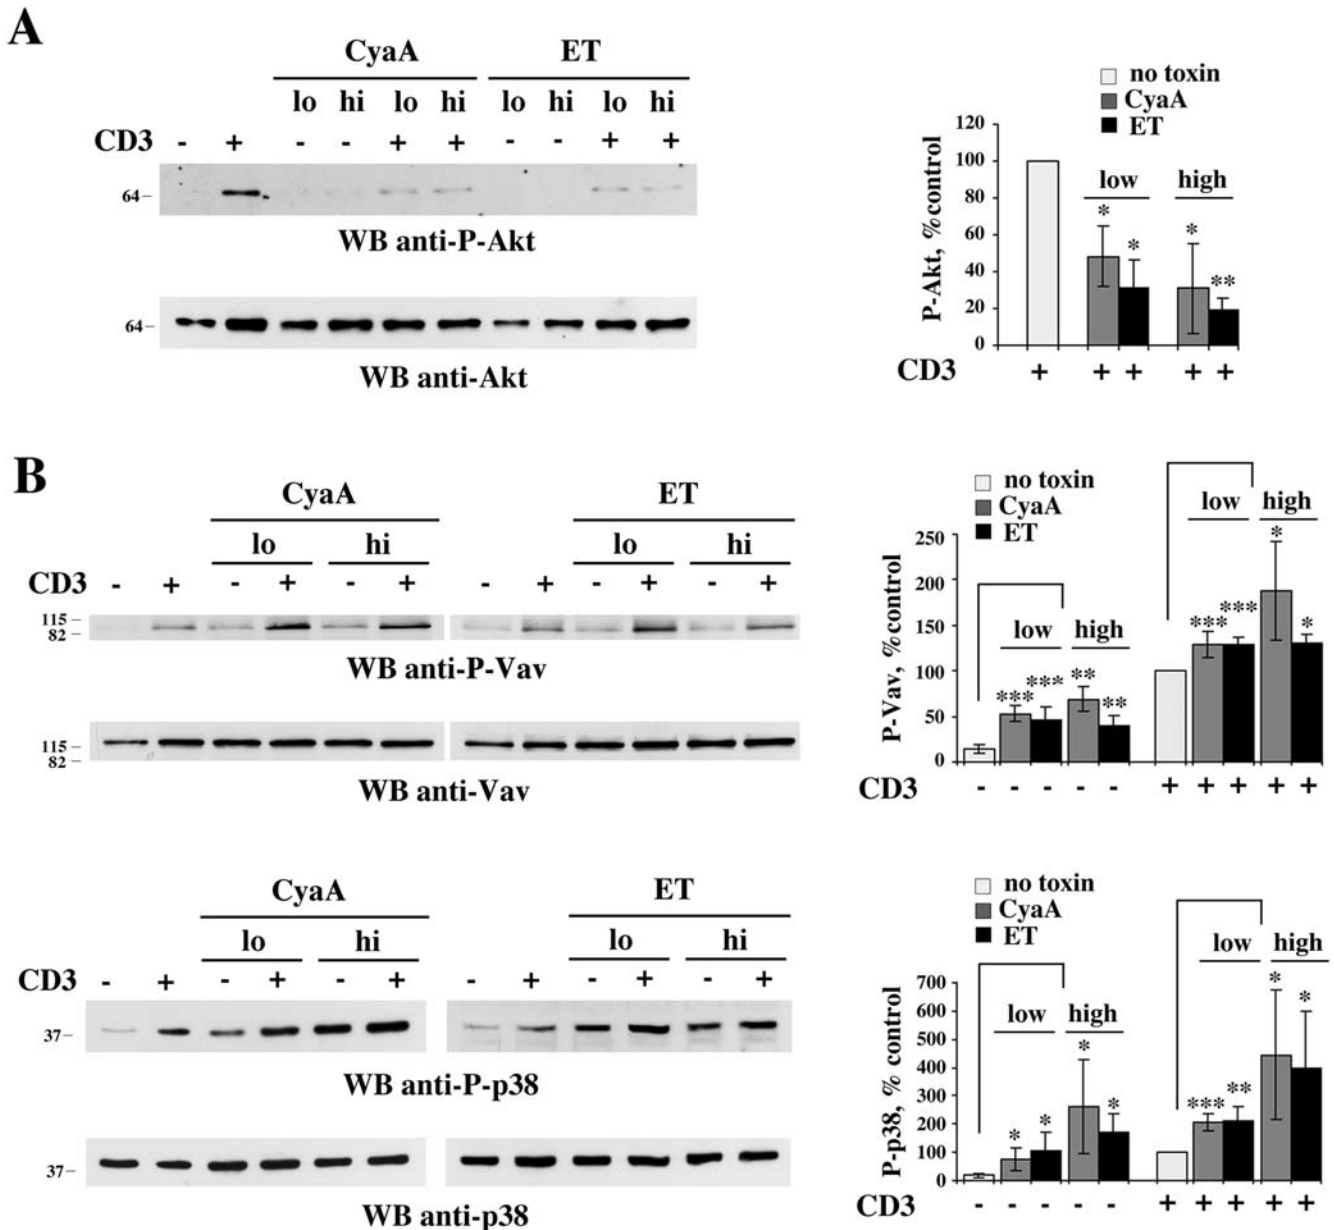 A
CyaA ET
lo hi lo hi lo hi lo hi
CD3 - + - - + + - - + +
64
WB anti-P-Akt
64
WB anti-Akt
no toxin
CyaA
ET
120
100
80
60
40
20
0
P-Akt, %control
low high
* * * **
CD3 + + + + +
B
CyaA ET
lo hi lo hi
CD3 - + - + - + - + - + - +
115
82
WB anti-P-Vav
115
82
WB anti-Vav
no toxin
CyaA
ET
250
200
150
100
50
0
P-Vav, %control
low high low high
*** *** ** ** *** *** * *
CD3 - - - - - + + + + +
CyaA ET
lo hi lo hi
CD3 - + - + - + - + - + - +
37
WB anti-P-p38
37
WB anti-p38
no toxin
CyaA
ET
700
600
500
400
300
200
100
0
P-p38, % control
low high low high
* * * * *** ** * *
CD3 - - - - - + + + + +